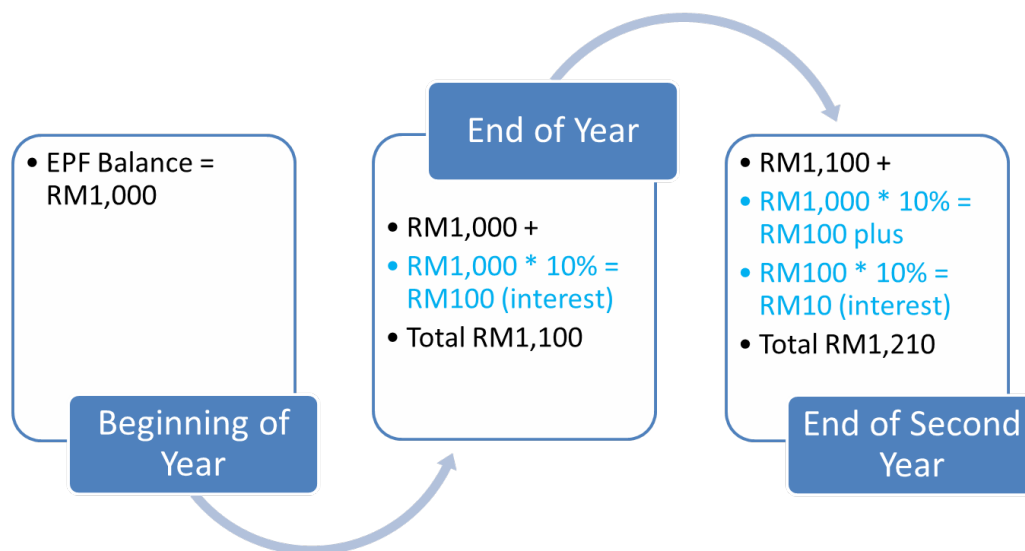 • EPF Balance =
RM1,000
Beginning of
Year
End of Year
• RM1,000 +
• RM1,000 * 10% =
RM100 (interest)
• Total RM1,100
• RM1,100 +
• RM1,000 * 10% =
RM100 plus
• RM100 * 10% =
RM10 (interest)
• Total RM1,210
End of Second
Year